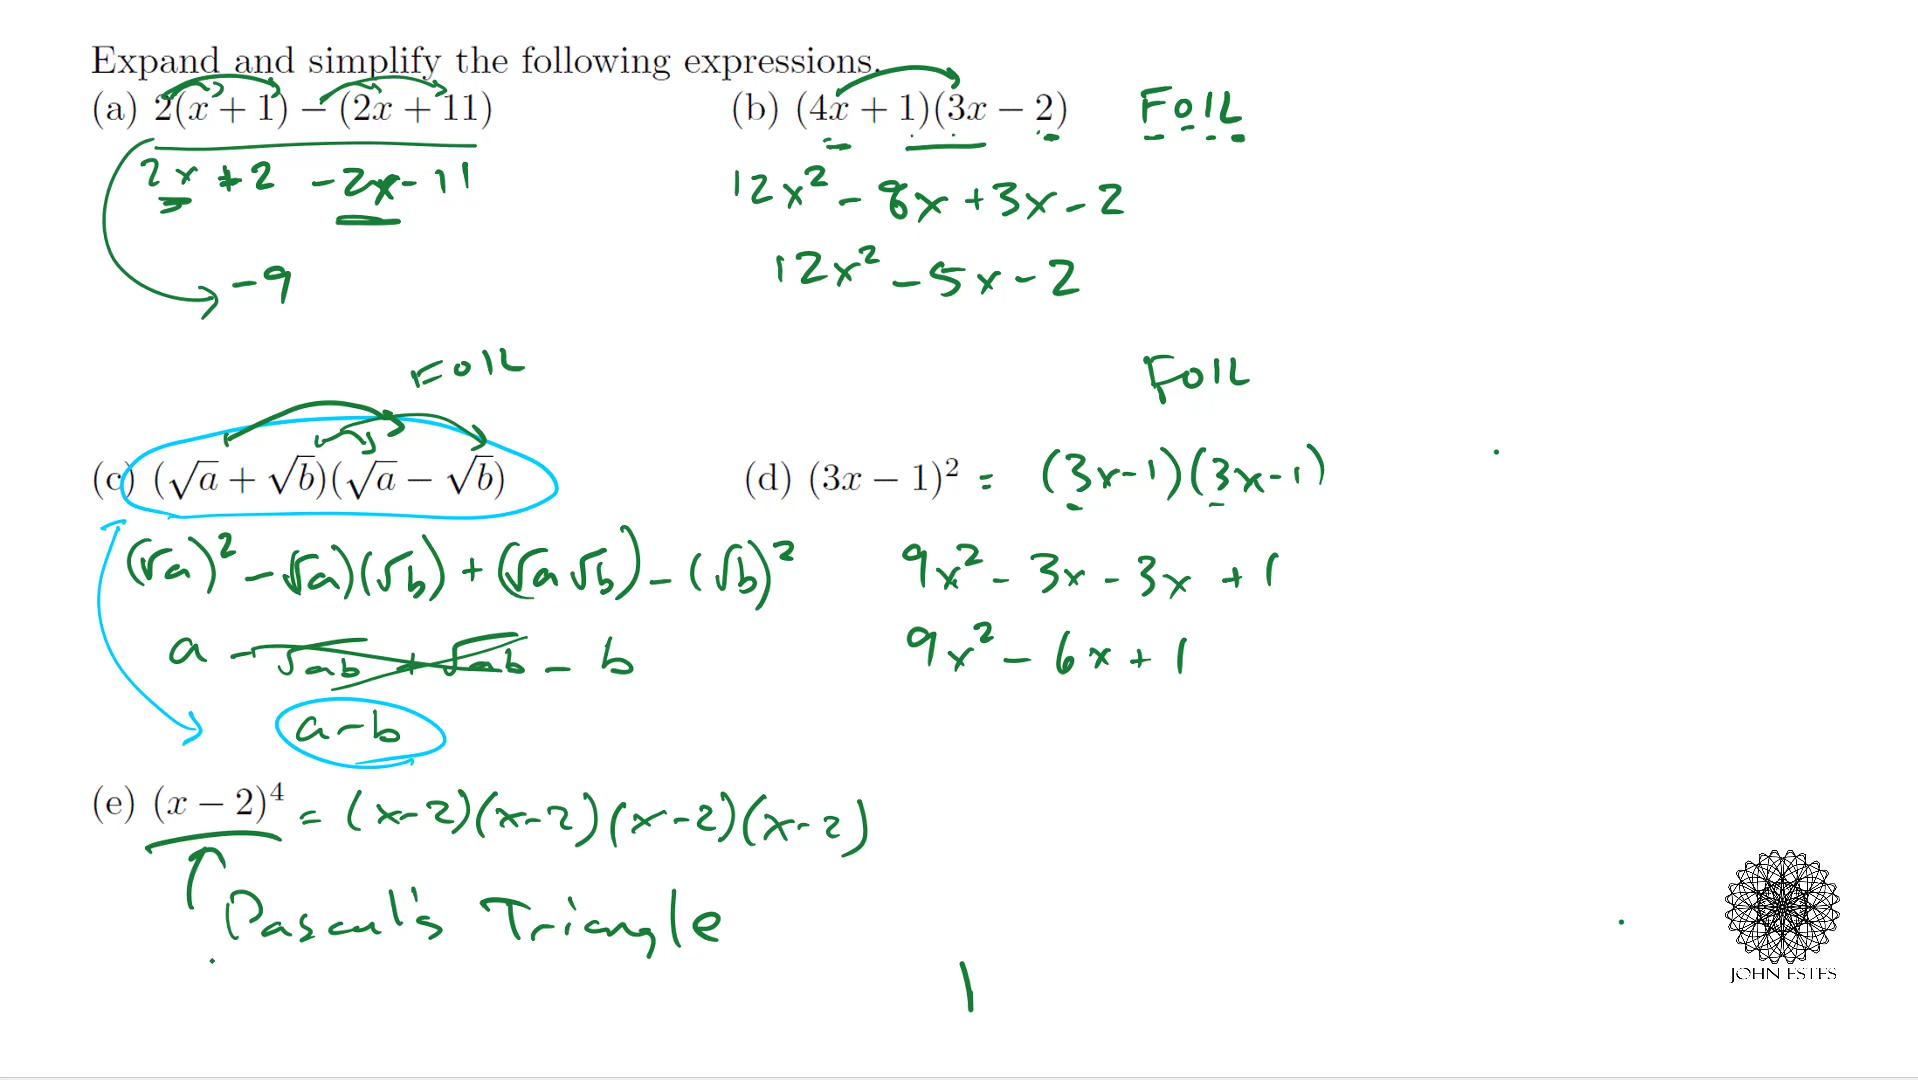 Expand and simplify the following expressions.
(a) 2(x + 1) − (2x + 11)
2x + 2 - 2x - 11
-9
(b) (4x + 1)(3x − 2) FOIL
12x² - 8x + 3x - 2
12x² - 5x - 2
FOIL
(c) (√a + √b)(√a − √b)
(√a)² - (√a)(√b) + (√a √b) - (√b)²
a - √ab + √ab - b
a - b
FOIL
(d) (3x − 1)² = (3x-1)(3x-1)
9x² - 3x - 3x + 1
9x² - 6x + 1
(e) (x − 2)⁴ = (x-2)(x-2)(x-2)(x-2)
Pascal's Triangle
1
JOHN ESTES